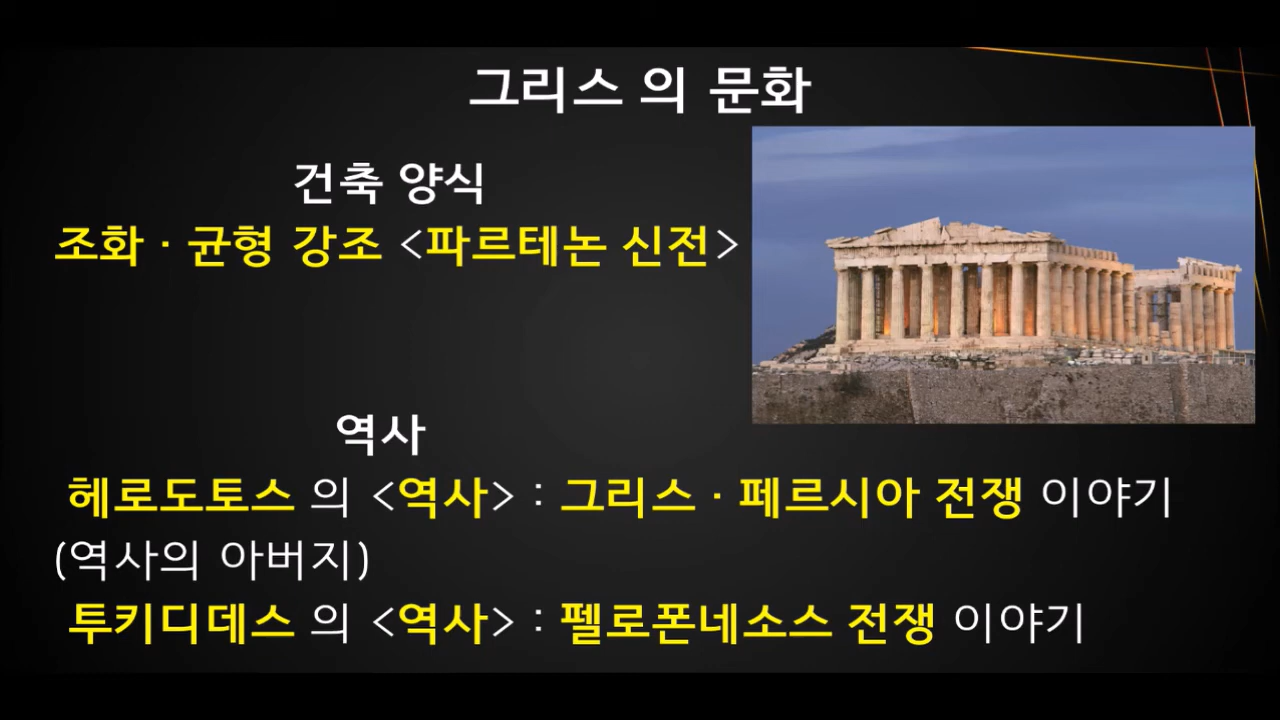 그리스 의 문화
건축 양식
조화 · 균형 강조 <파르테논 신전>
역사
헤로도토스 의 <역사> : 그리스 · 페르시아 전쟁 이야기
(역사의 아버지)
투키디데스 의 <역사> : 펠로폰네소스 전쟁 이야기